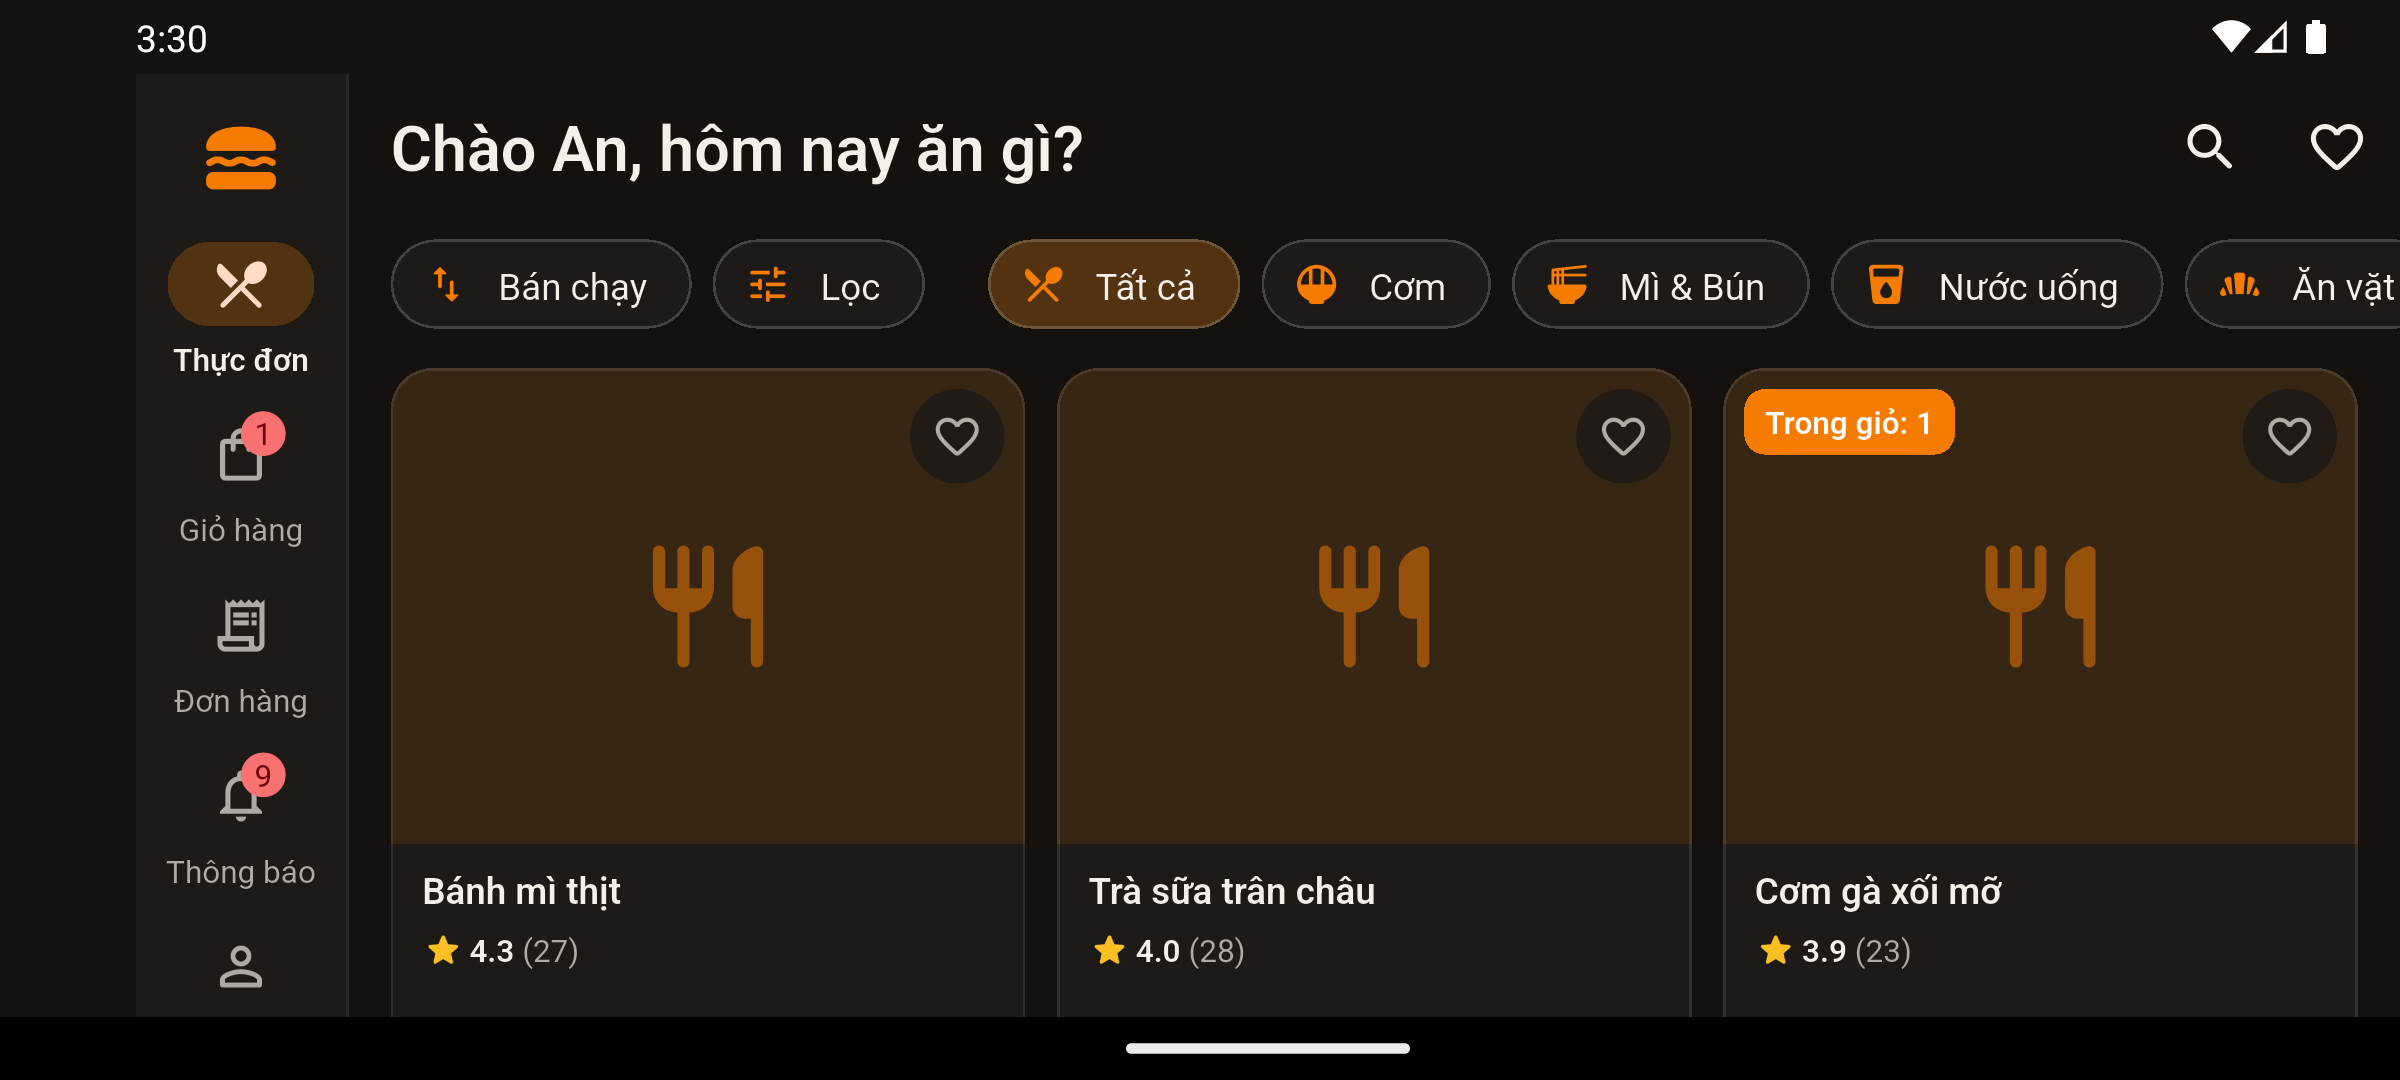 3:30
Chào An, hôm nay ăn gì?
Bán chạy
Lọc
Tất cả
Cơm
Mì & Bún
Nước uống
Ăn vặt
Thực đơn
1
Giỏ hàng
Đơn hàng
9
Thông báo
Trong giỏ: 1
Bánh mì thịt
4.3 (27)
Trà sữa trân châu
4.0 (28)
Cơm gà xối mỡ
3.9 (23)